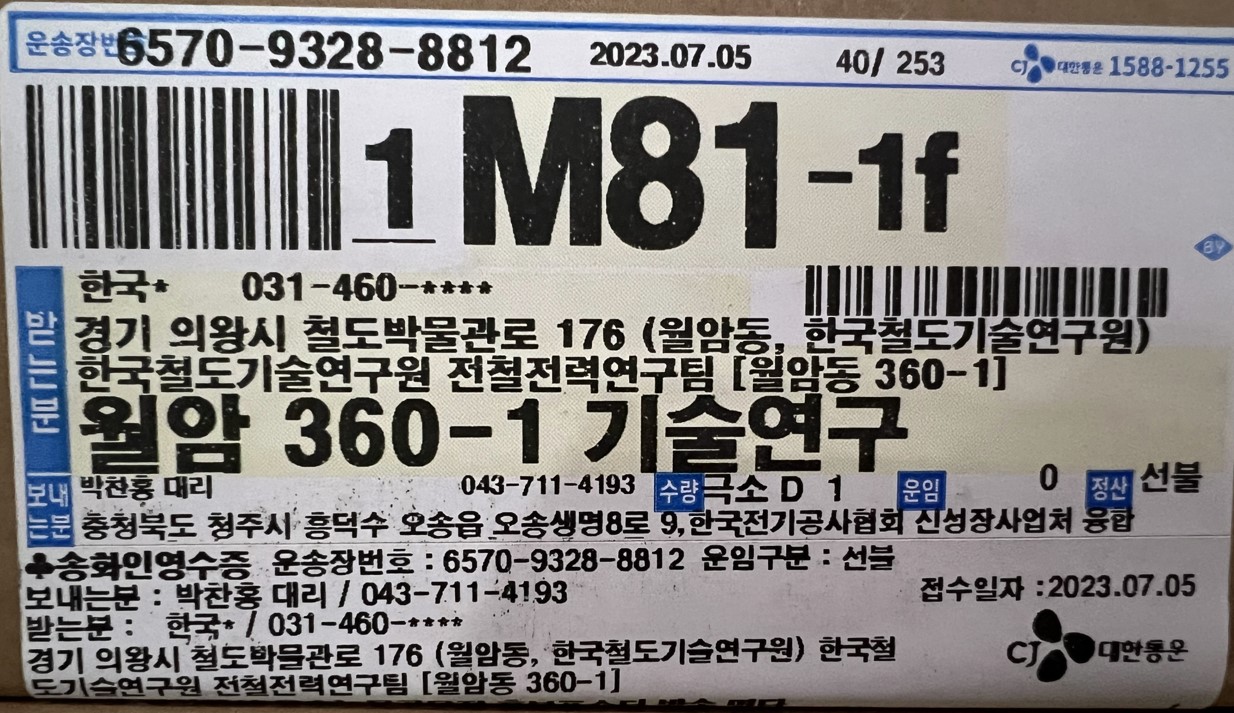 운송장번 6570-9328-8812 2023.07.05 40/ 253 CJ 대한통운 1588-1255
1 M81-1f
8Y
받는분
한국* 031-460-****
경기 의왕시 철도박물관로 176 (월암동, 한국철도기술연구원)
한국철도기술연구원 전철전력연구팀 [월암동 360-1]
월암 360-1 기술연구
보내는분 박찬홍 대리 043-711-4193 수량 극소 D 1 운임 0 정산 선불
충청북도 청주시 흥덕수 오송읍 오송생명8로 9,한국전기공사협회 신성장사업처 융합
♣송화인영수증 운송장번호 : 6570-9328-8812 운임구분 : 선불
보내는분 : 박찬홍 대리 / 043-711-4193 접수일자 :2023.07.05
받는분 : 한국* / 031-460-****
경기 의왕시 철도박물관로 176 (월암동, 한국철도기술연구원) 한국철
도기술연구원 전철전력연구팀 [월암동 360-1]
CJ 대한통운